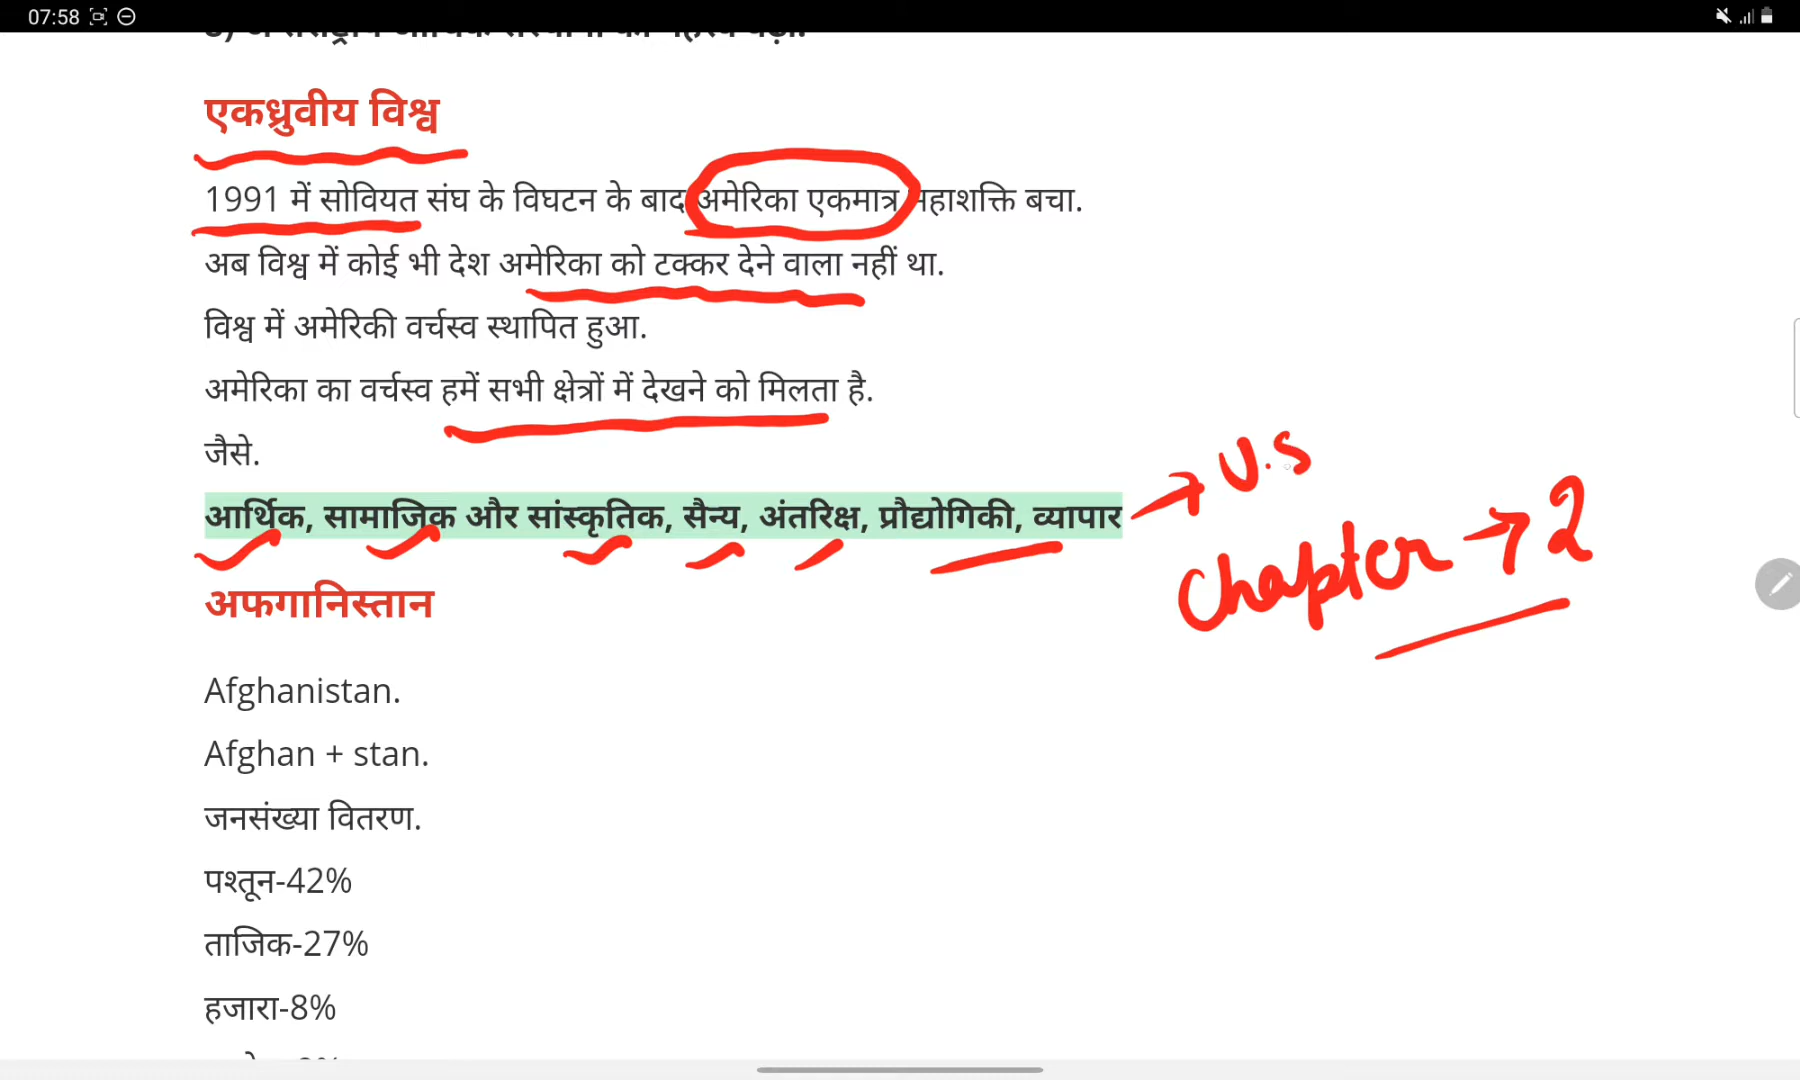 07:58
एकध्रुवीय विश्व
1991 में सोवियत संघ के विघटन के बाद अमेरिका एकमात्र महाशक्ति बचा.
अब विश्व में कोई भी देश अमेरिका को टक्कर देने वाला नहीं था.
विश्व में अमेरिकी वर्चस्व स्थापित हुआ.
अमेरिका का वर्चस्व हमें सभी क्षेत्रों में देखने को मिलता है.
जैसे.
आर्थिक, सामाजिक और सांस्कृतिक, सैन्य, अंतरिक्ष, प्रौद्योगिकी, व्यापार → U.S
Chapter → 2
अफगानिस्तान
Afghanistan.
Afghan + stan.
जनसंख्या वितरण.
पश्तून-42%
ताजिक-27%
हजारा-8%